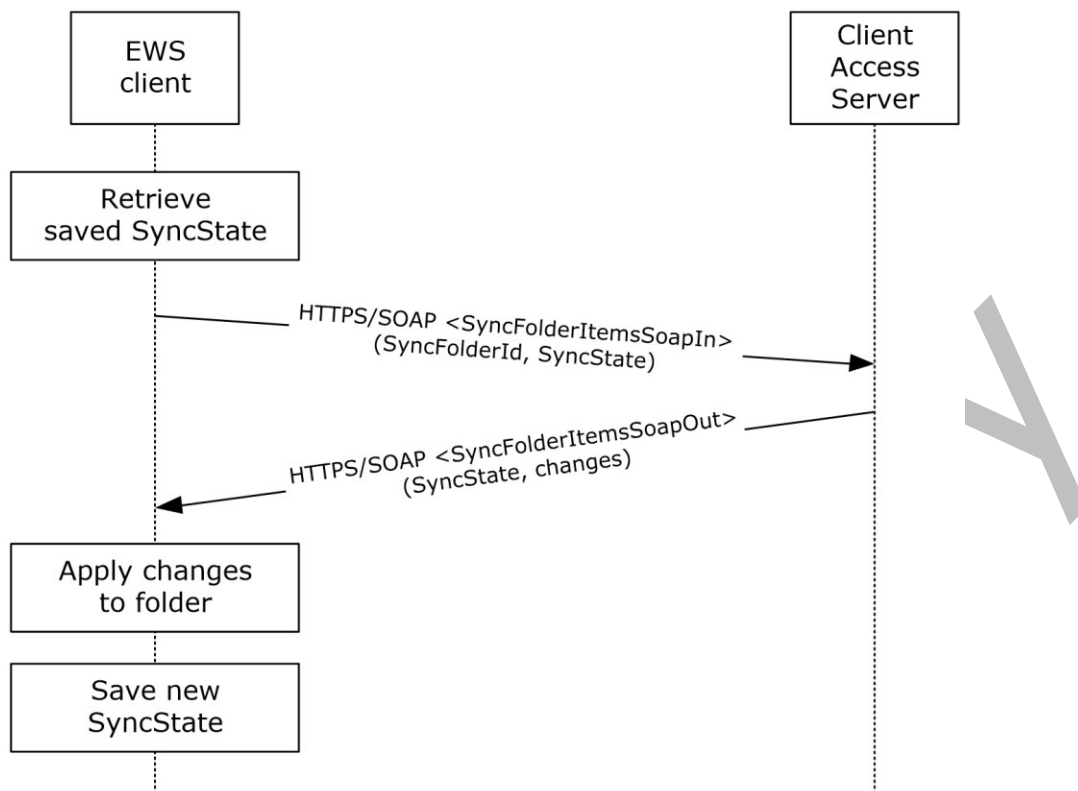 EWS
client
Client
Access
Server
Retrieve
saved SyncState
HTTPS/SOAP <SyncFolderItemsSoapIn>
(SyncFolderId, SyncState)
HTTPS/SOAP <SyncFolderItemsSoapOut>
(SyncState, changes)
Apply changes
to folder
Save new
SyncState
y